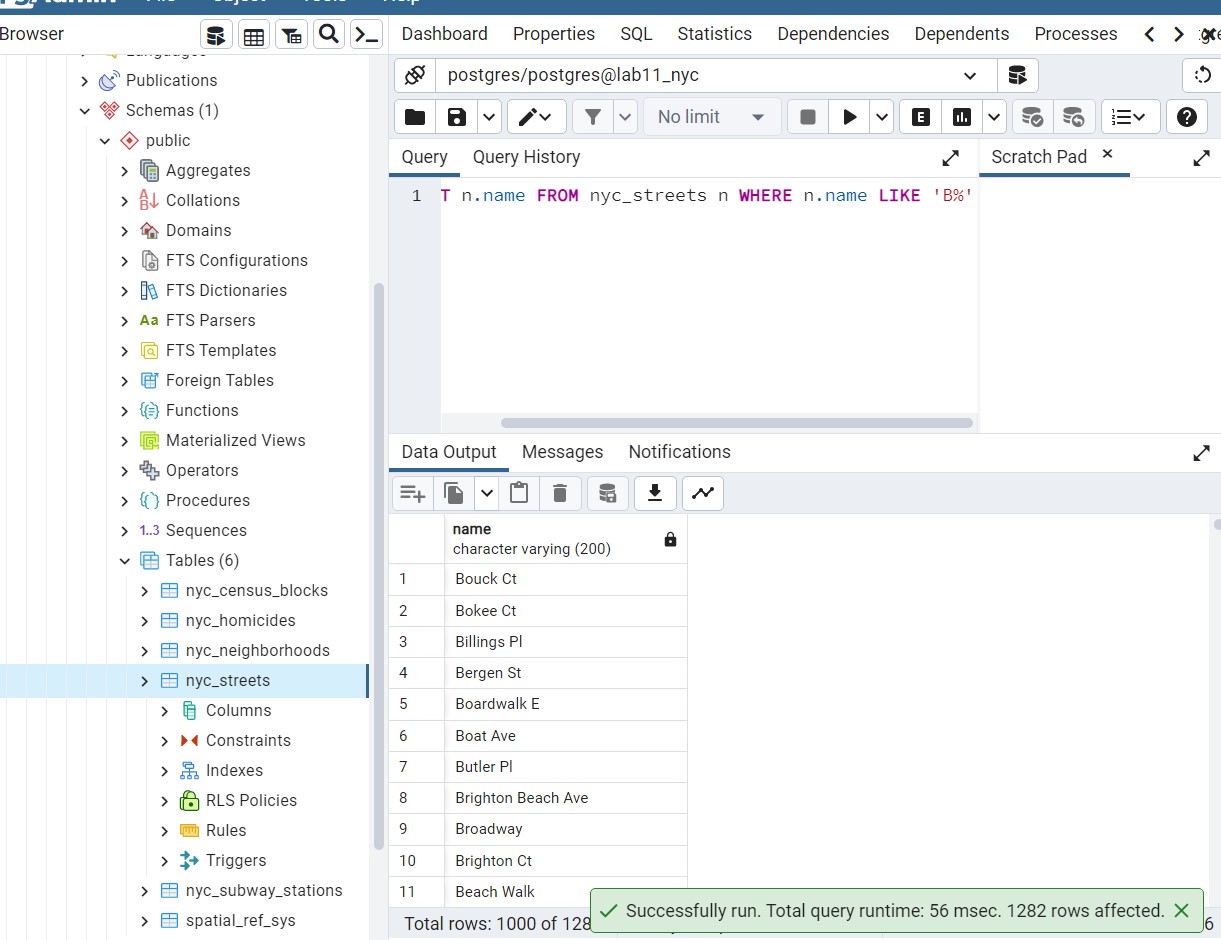 Browser
Dashboard Properties SQL Statistics Dependencies Dependents Processes
Languages
Publications
Schemas (1)
public
Aggregates
Collations
Domains
FTS Configurations
FTS Dictionaries
Aa FTS Parsers
FTS Templates
Foreign Tables
Functions
Materialized Views
Operators
Procedures
1..3 Sequences
Tables (6)
nyc_census_blocks
nyc_homicides
nyc_neighborhoods
nyc_streets
Columns
Constraints
Indexes
RLS Policies
Rules
Triggers
nyc_subway_stations
spatial_ref_sys
postgres/postgres@lab11_nyc
No limit
E
Query Query History
Scratch Pad
1 T n.name FROM nyc_streets n WHERE n.name LIKE 'B%'
Data Output Messages Notifications
name
character varying (200)
1 Bouck Ct
2 Bokee Ct
3 Billings Pl
4 Bergen St
5 Boardwalk E
6 Boat Ave
7 Butler Pl
8 Brighton Beach Ave
9 Broadway
10 Brighton Ct
11 Beach Walk
Total rows: 1000 of 128
Successfully run. Total query runtime: 56 msec. 1282 rows affected.
6